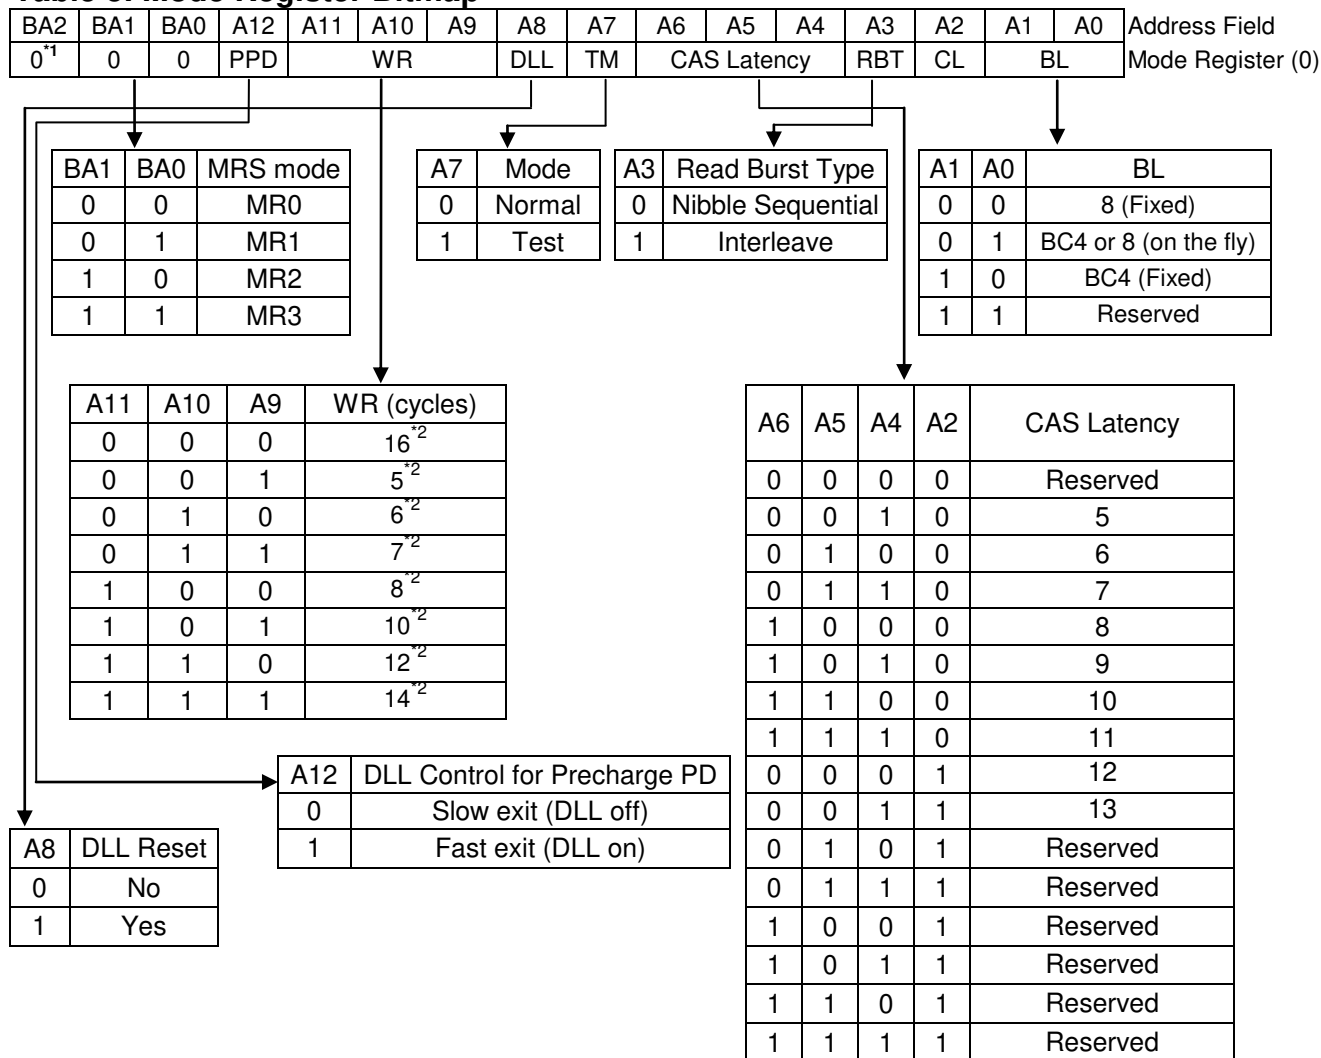 Table 6. Mode Register Bitmap
BA2 BA1 BA0 A12 A11 A10 A9 A8 A7 A6 A5 A4 A3 A2 A1 A0 Address Field
0*1 0 0 PPD WR DLL TM CAS Latency RBT CL BL Mode Register (0)
BA1 BA0 MRS mode
0 0 MR0
0 1 MR1
1 0 MR2
1 1 MR3
A7 Mode
0 Normal
1 Test
A3 Read Burst Type
0 Nibble Sequential
1 Interleave
A1 A0 BL
0 0 8 (Fixed)
0 1 BC4 or 8 (on the fly)
1 0 BC4 (Fixed)
1 1 Reserved
A11 A10 A9 WR (cycles)
0 0 0 16*2
0 0 1 5*2
0 1 0 6*2
0 1 1 7*2
1 0 0 8*2
1 0 1 10*2
1 1 0 12*2
1 1 1 14*2
A6 A5 A4 A2 CAS Latency
0 0 0 0 Reserved
0 0 1 0 5
0 1 0 0 6
0 1 1 0 7
1 0 0 0 8
1 0 1 0 9
1 1 0 0 10
1 1 1 0 11
0 0 0 1 12
0 0 1 1 13
0 1 0 1 Reserved
0 1 1 1 Reserved
1 0 0 1 Reserved
1 0 1 1 Reserved
1 1 0 1 Reserved
1 1 1 1 Reserved
A12 DLL Control for Precharge PD
0 Slow exit (DLL off)
1 Fast exit (DLL on)
A8 DLL Reset
0 No
1 Yes